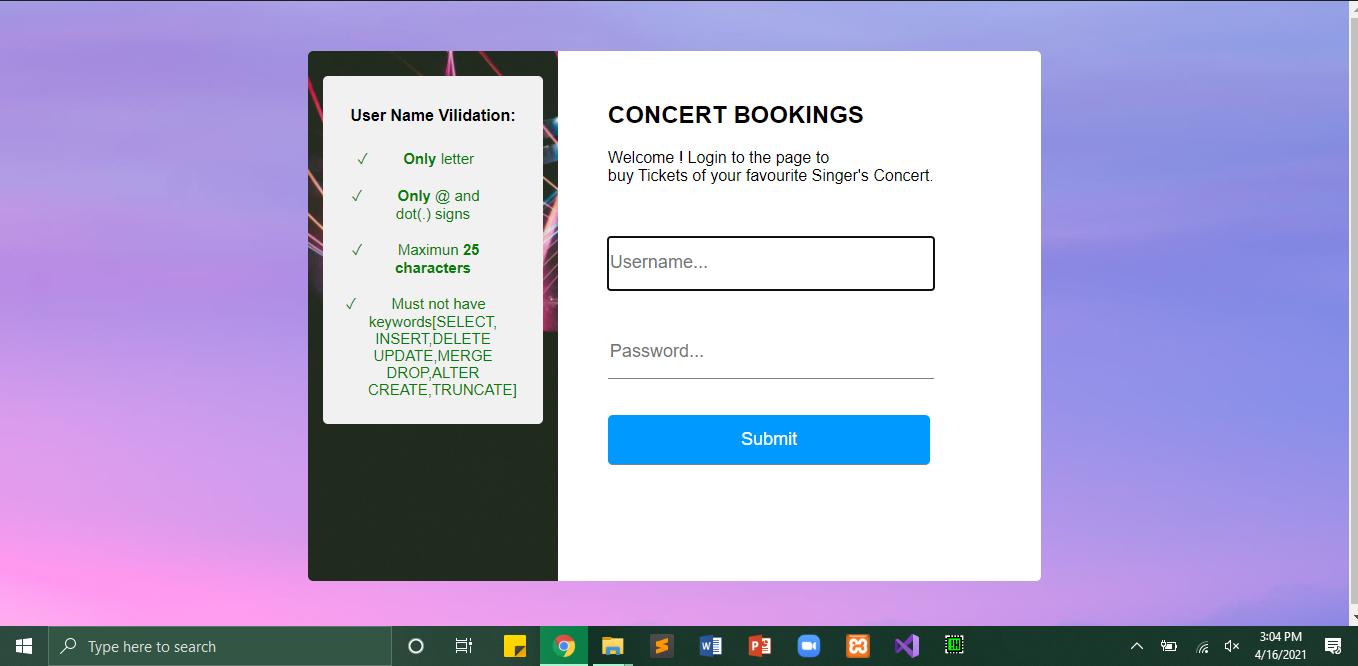 User Name Vilidation:
✓ Only letter
✓ Only @ and
dot(.) signs
✓ Maximun 25
characters
✓ Must not have
keywords[SELECT,
INSERT,DELETE
UPDATE,MERGE
DROP,ALTER
CREATE,TRUNCATE]
CONCERT BOOKINGS
Welcome ! Login to the page to
buy Tickets of your favourite Singer's Concert.
Username...
Password...
Submit
Type here to search
3:04 PM
4/16/2021